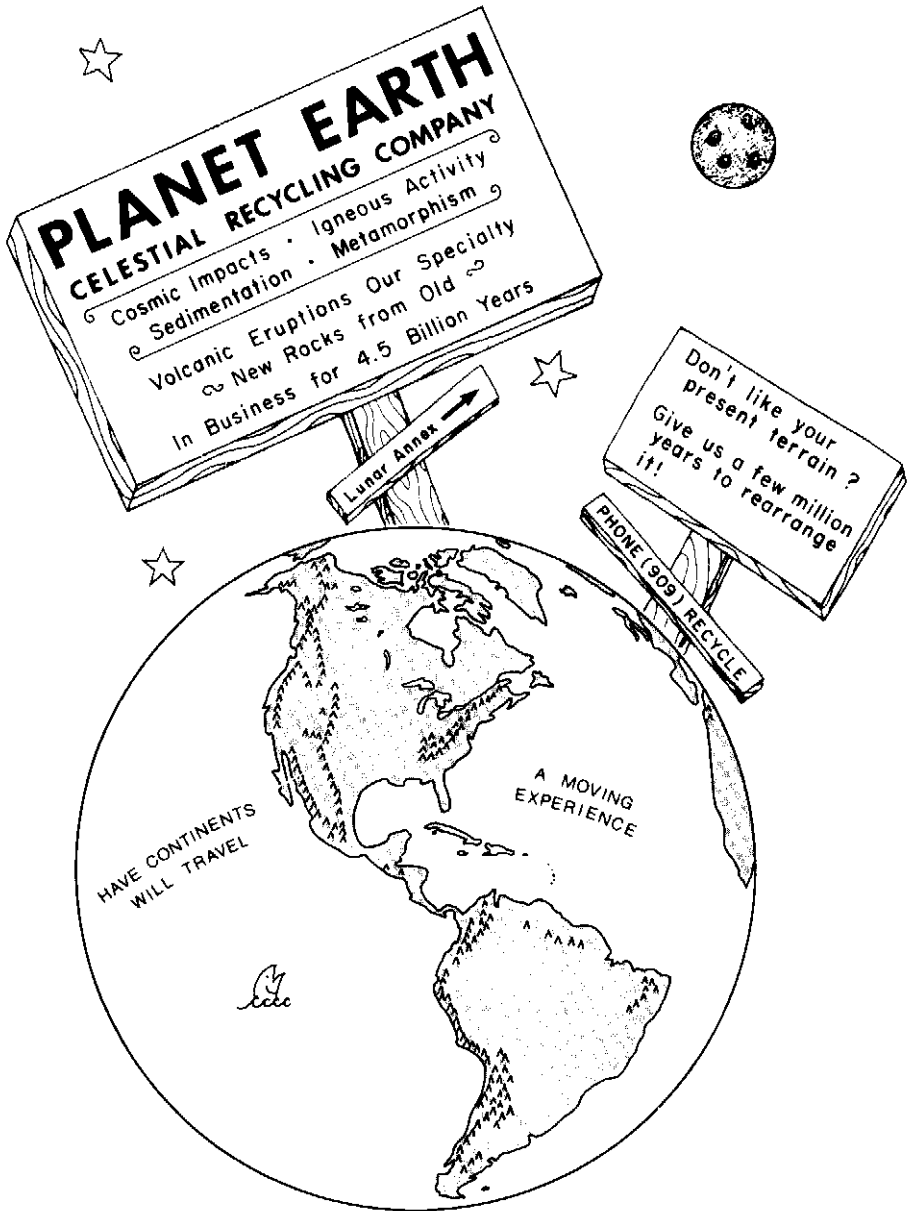 PLANET EARTH
CELESTIAL RECYCLING COMPANY
Cosmic Impacts · Igneous Activity
Sedimentation · Metamorphism
Volcanic Eruptions Our Specialty
New Rocks from Old
In Business for 4.5 Billion Years
Lunar Annex
Don't like your
present terrain ?
Give us a few million
years to rearrange
it!
PHONE (909) RECYCLE
A MOVING
EXPERIENCE
HAVE CONTINENTS
WILL TRAVEL